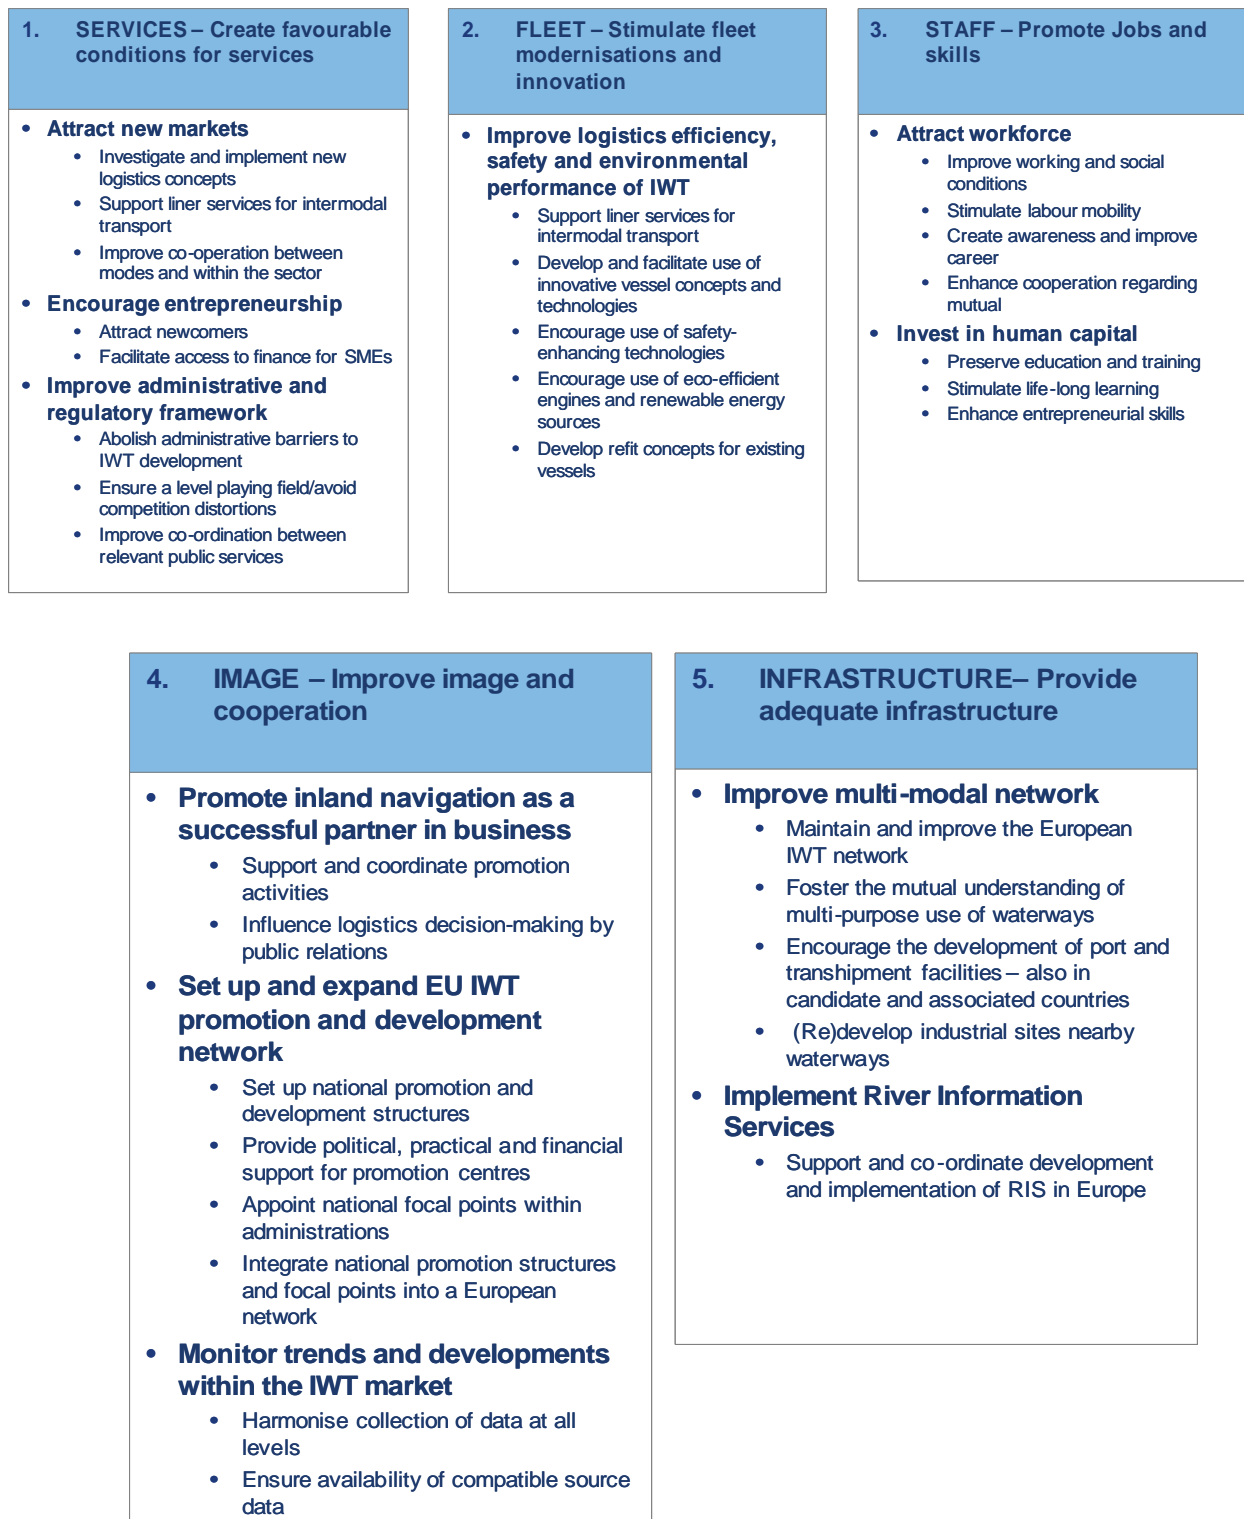 1. SERVICES – Create favourable
conditions for services
• Attract new markets
• Investigate and implement new
logistics concepts
• Support liner services for intermodal
transport
• Improve co-operation between
modes and within the sector
• Encourage entrepreneurship
• Attract newcomers
• Facilitate access to finance for SMEs
• Improve administrative and
regulatory framework
• Abolish administrative barriers to
IWT development
• Ensure a level playing field/avoid
competition distortions
• Improve co-ordination between
relevant public services
2. FLEET – Stimulate fleet
modernisations and
innovation
• Improve logistics efficiency,
safety and environmental
performance of IWT
• Support liner services for
intermodal transport
• Develop and facilitate use of
innovative vessel concepts and
technologies
• Encourage use of safety-
enhancing technologies
• Encourage use of eco-efficient
engines and renewable energy
sources
• Develop refit concepts for existing
vessels
3. STAFF – Promote Jobs and
skills
• Attract workforce
• Improve working and social
conditions
• Stimulate labour mobility
• Create awareness and improve
career
• Enhance cooperation regarding
mutual
• Invest in human capital
• Preserve education and training
• Stimulate life-long learning
• Enhance entrepreneurial skills
4. IMAGE – Improve image and
cooperation
• Promote inland navigation as a
successful partner in business
• Support and coordinate promotion
activities
• Influence logistics decision-making by
public relations
• Set up and expand EU IWT
promotion and development
network
• Set up national promotion and
development structures
• Provide political, practical and financial
support for promotion centres
• Appoint national focal points within
administrations
• Integrate national promotion structures
and focal points into a European
network
• Monitor trends and developments
within the IWT market
• Harmonise collection of data at all
levels
• Ensure availability of compatible source
data
5. INFRASTRUCTURE– Provide
adequate infrastructure
• Improve multi-modal network
• Maintain and improve the European
IWT network
• Foster the mutual understanding of
multi-purpose use of waterways
• Encourage the development of port and
transhipment facilities – also in
candidate and associated countries
• (Re)develop industrial sites nearby
waterways
• Implement River Information
Services
• Support and co-ordinate development
and implementation of RIS in Europe